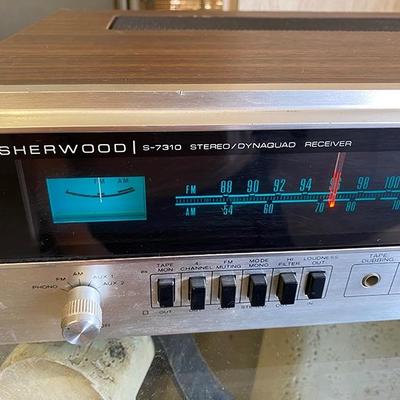 SHERWOOD | S-7310 STEREO/DYNAQUAD RECEIVER
FM AM
FM 88 90 92 94 98 100
AM 54 60 70 80
TAPE MON 4 CHANNEL FM MUTING MODE MONO HI FILTER LOUDNESS OUT
TAPE DUBBING
PHONO FM AM AUX 1 AUX 2
OUT STEREO